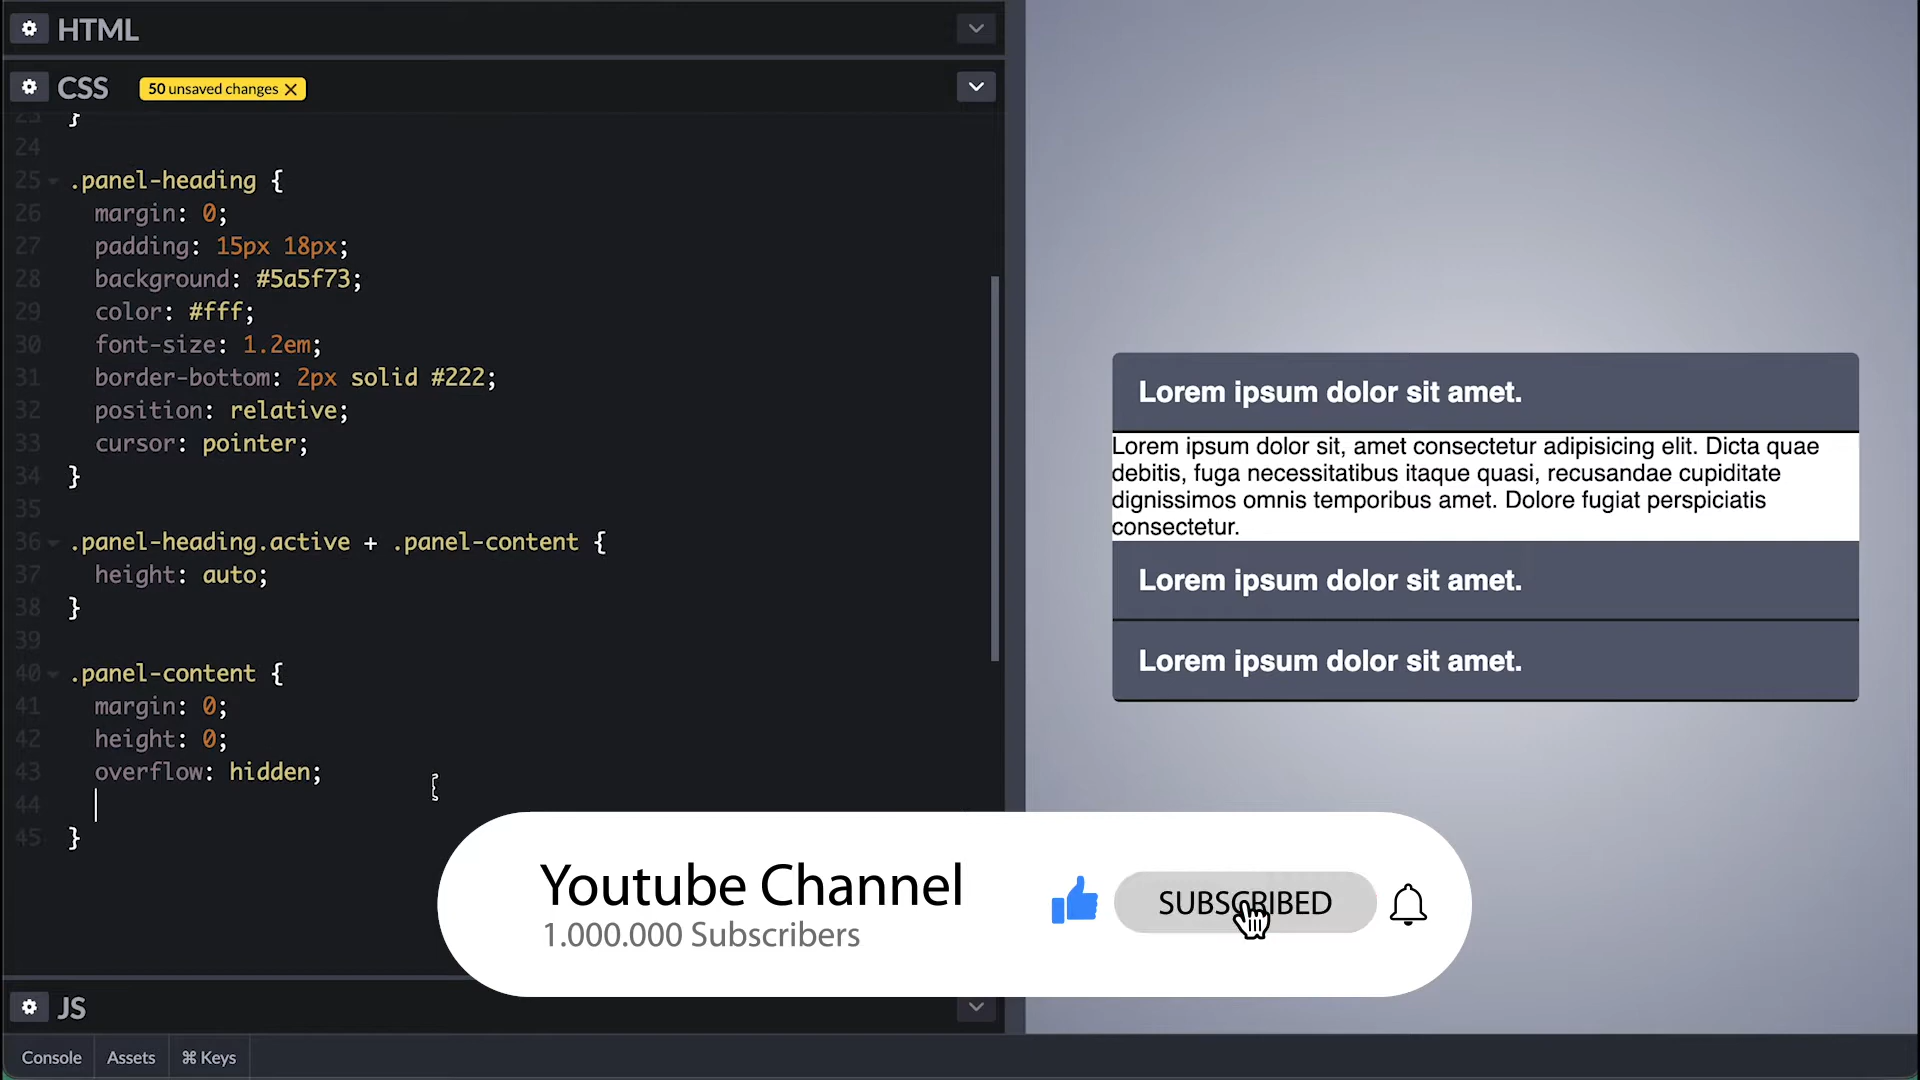 HTML
CSS
50 unsaved changes
23 }
24
25 .panel-heading {
26 margin: 0;
27 padding: 15px 18px;
28 background: #5a5f73;
29 color: #fff;
30 font-size: 1.2em;
31 border-bottom: 2px solid #222;
32 position: relative;
33 cursor: pointer;
34 }
35
36 .panel-heading.active + .panel-content {
37 height: auto;
38 }
39
40 .panel-content {
41 margin: 0;
42 height: 0;
43 overflow: hidden;
44
45 }
Lorem ipsum dolor sit amet.
Lorem ipsum dolor sit, amet consectetur adipisicing elit. Dicta quae
debitis, fuga necessitatibus itaque quasi, recusandae cupiditate
dignissimos omnis temporibus amet. Dolore fugiat perspiciatis
consectetur.
Lorem ipsum dolor sit amet.
Lorem ipsum dolor sit amet.
Youtube Channel
1.000.000 Subscribers
SUBSCRIBED
JS
Console Assets ⌘ Keys